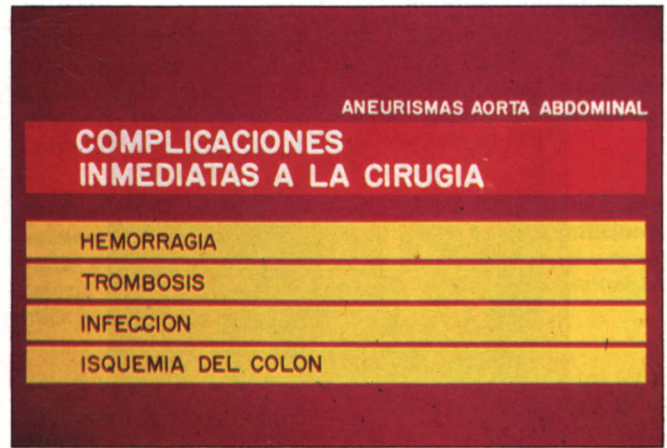 ANEURISMAS AORTA ABDOMINAL
COMPLICACIONES
INMEDIATAS A LA CIRUGIA
HEMORRAGIA
TROMBOSIS
INFECCION
ISQUEMIA DEL COLON